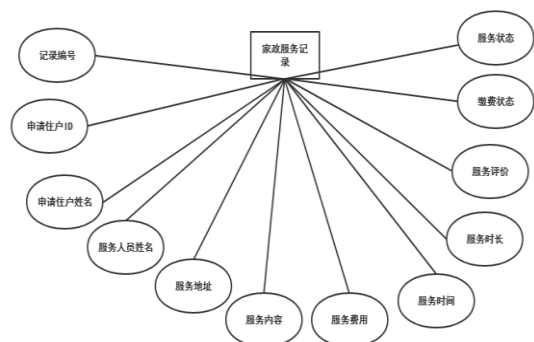 家政服务记
录
服务状态
记录编号
缴费状态
申请住户ID
服务评价
申请住户姓名
服务时长
服务人员姓名
服务地址
服务时间
服务内容
服务费用